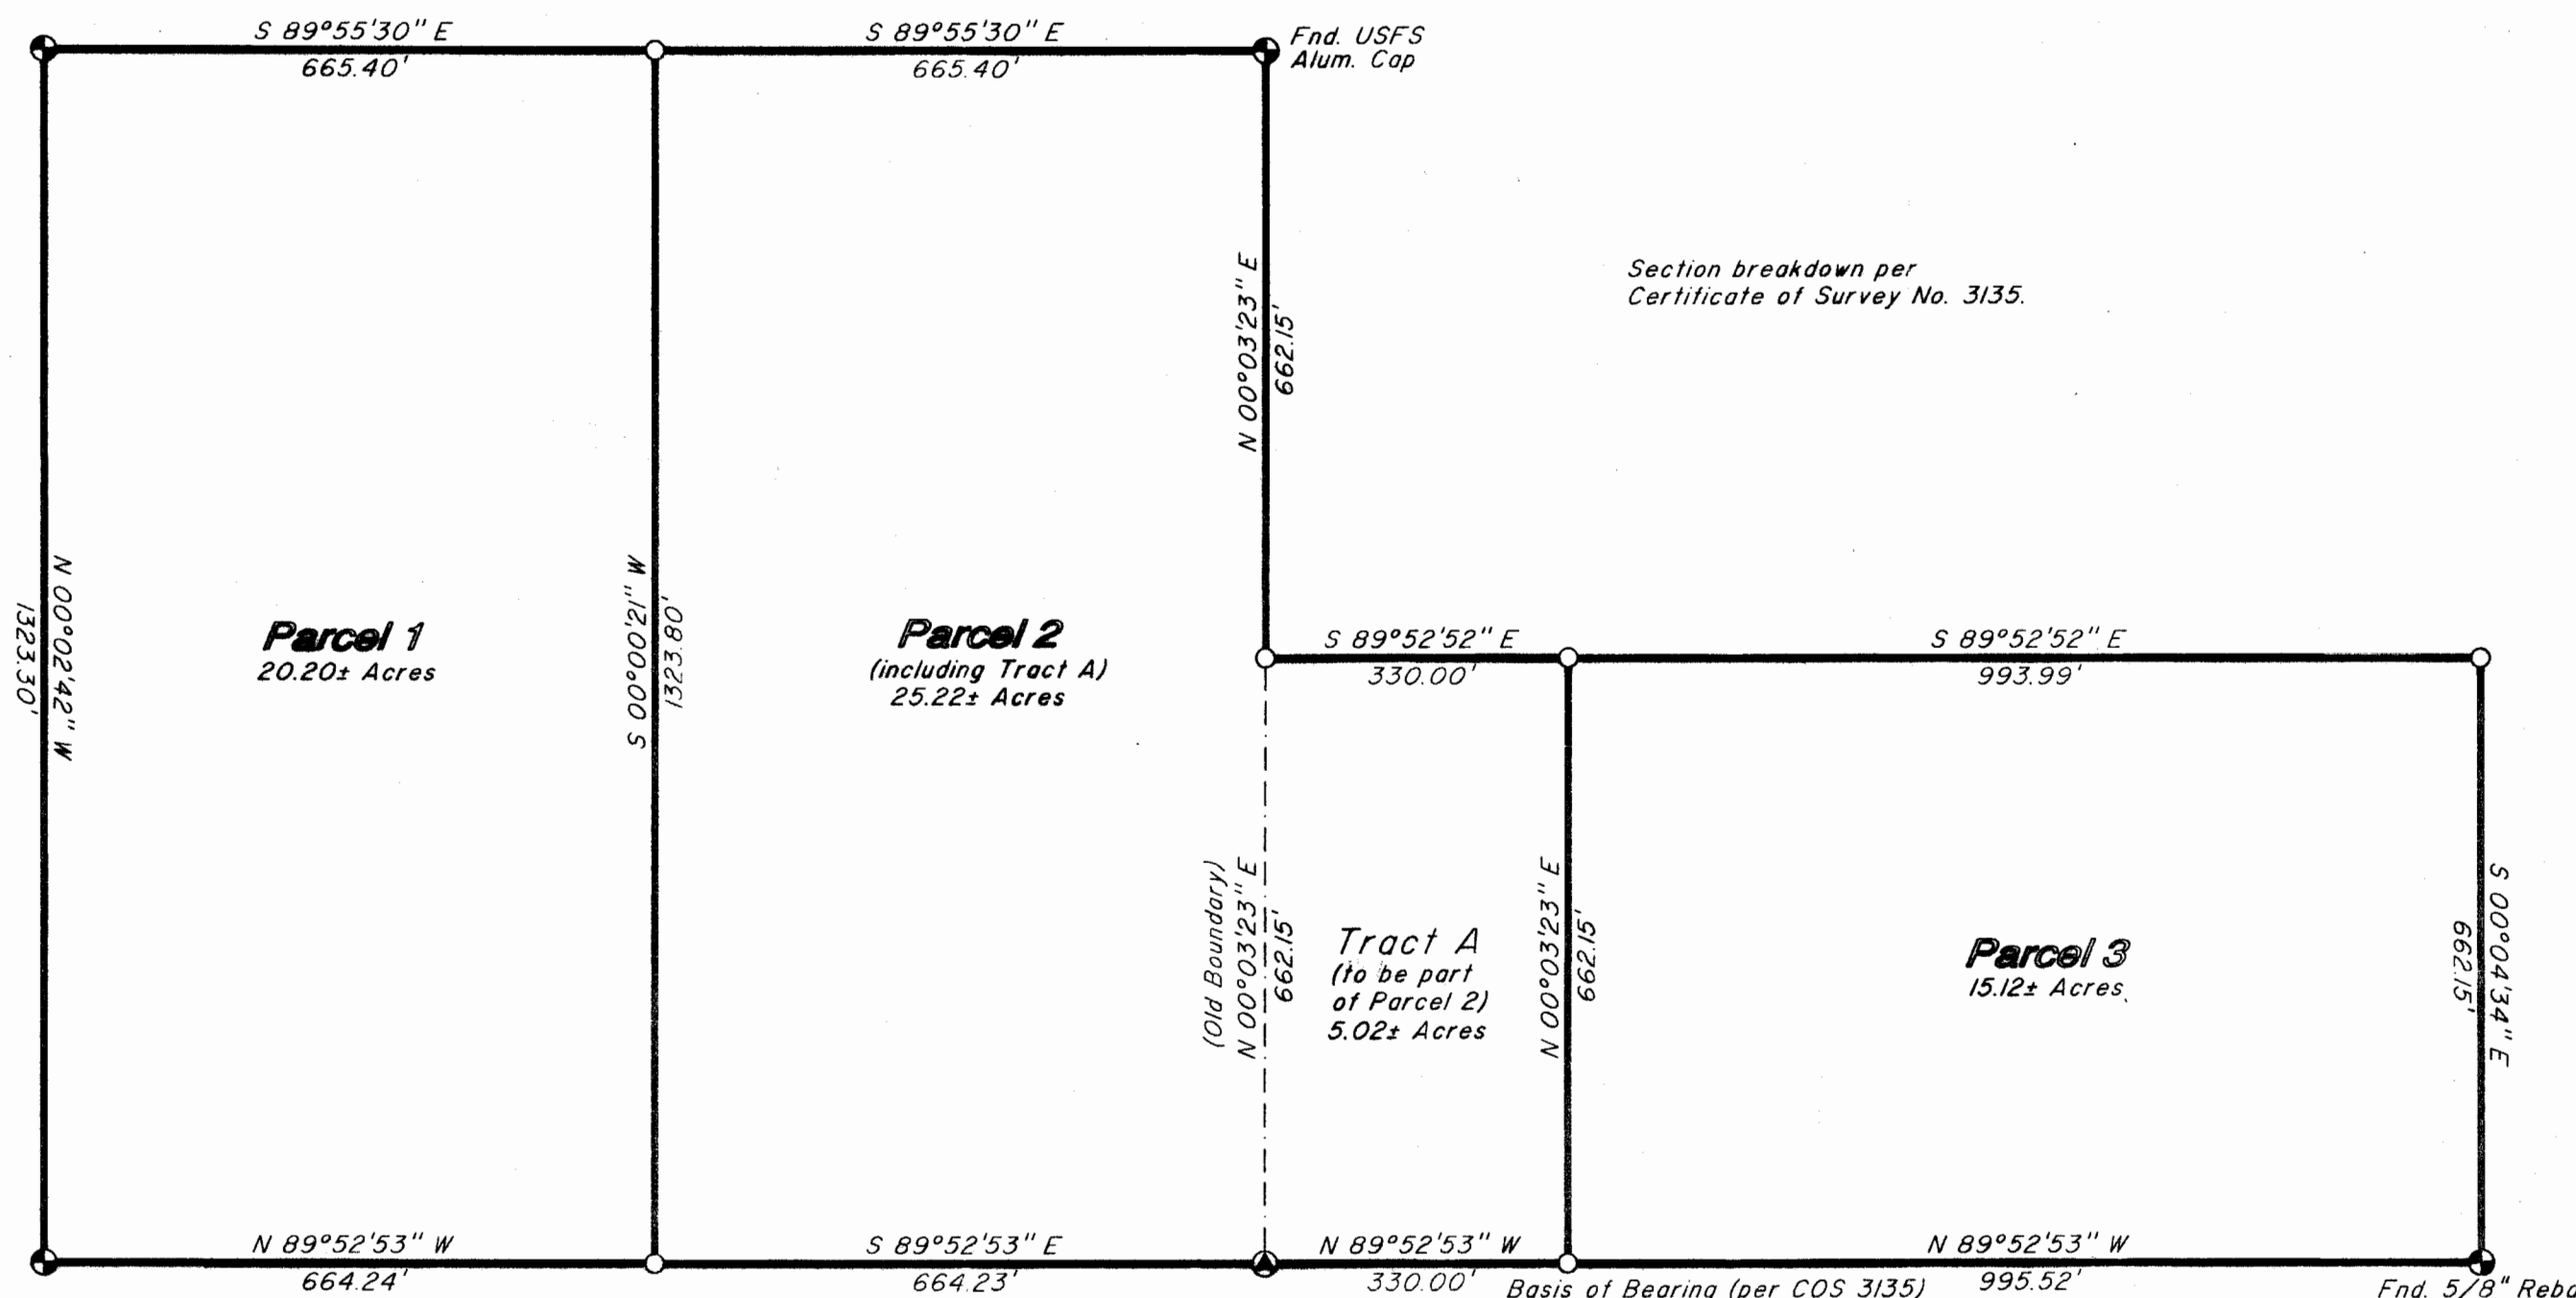 S 89°55'30" E
665.40'
S 89°55'30" E
665.40'
Fnd. USFS
Alum. Cap
N 00°03'23" E
662.15'
Section breakdown per
Certificate of Survey No. 3135.
N 00°02'42" W
1323.30'
Parcel 1
20.20± Acres
S 00°00'21" W
1323.80'
Parcel 2
(including Tract A)
25.22± Acres
S 89°52'52" E
330.00'
S 89°52'52" E
993.99'
(Old Boundary)
N 00°03'23" E
662.15'
Tract A
(to be part
of Parcel 2)
5.02± Acres
N 00°03'23" E
662.15'
Parcel 3
15.12± Acres
S 00°04'34" E
662.15'
N 89°52'53" W
664.24'
S 89°52'53" E
664.23'
N 89°52'53" W
330.00'
Basis of Bearing (per COS 3135)
N 89°52'53" W
995.52'
Fnd. 5/8"